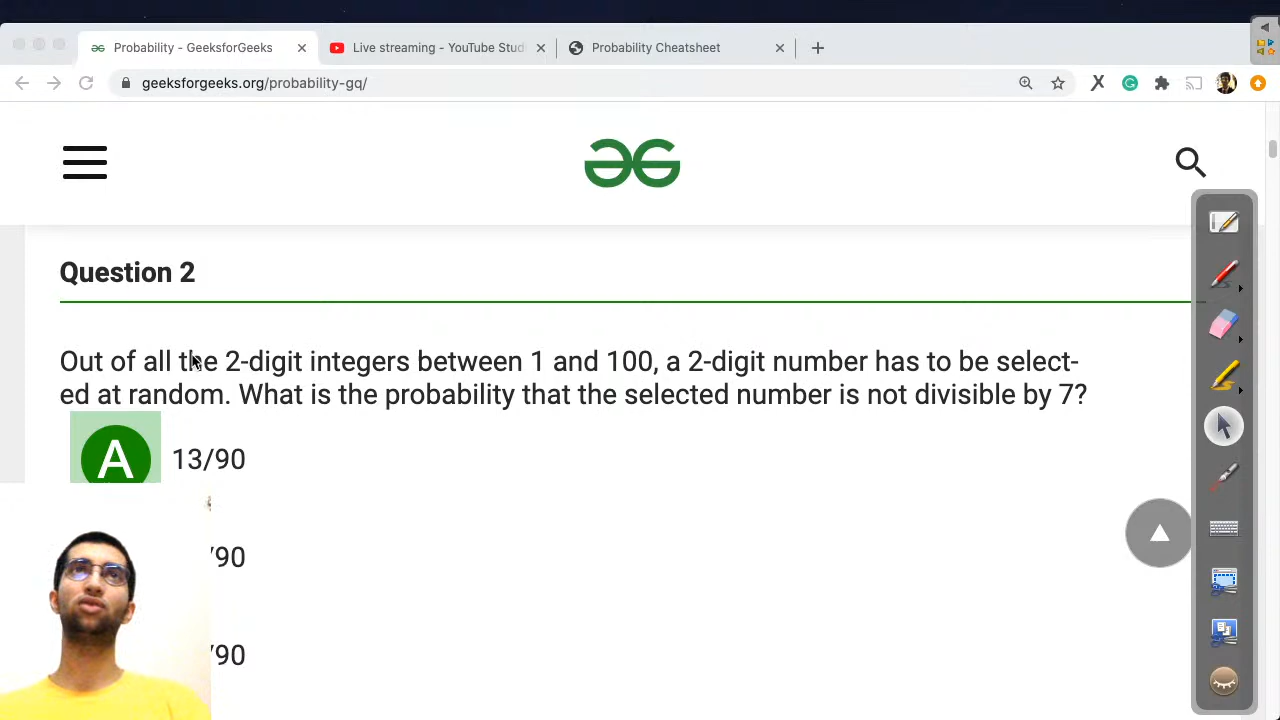 Probability - GeeksforGeeks
Live streaming - YouTube Stud
Probability Cheatsheet
geeksforgeeks.org/probability-gq/
Question 2
Out of all the 2-digit integers between 1 and 100, a 2-digit number has to be select-
ed at random. What is the probability that the selected number is not divisible by 7?
A 13/90
/90
/90